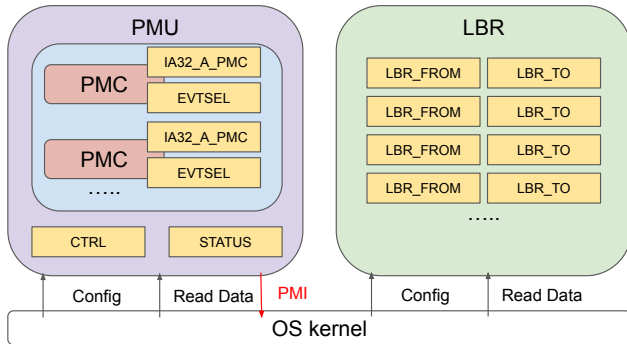 PMU
IA32_A_PMC
PMC
EVTSEL
IA32_A_PMC
PMC
EVTSEL
.....
CTRL
STATUS
LBR
LBR_FROM LBR_TO
LBR_FROM LBR_TO
LBR_FROM LBR_TO
LBR_FROM LBR_TO
.....
Config Read Data PMI Config Read Data
OS kernel